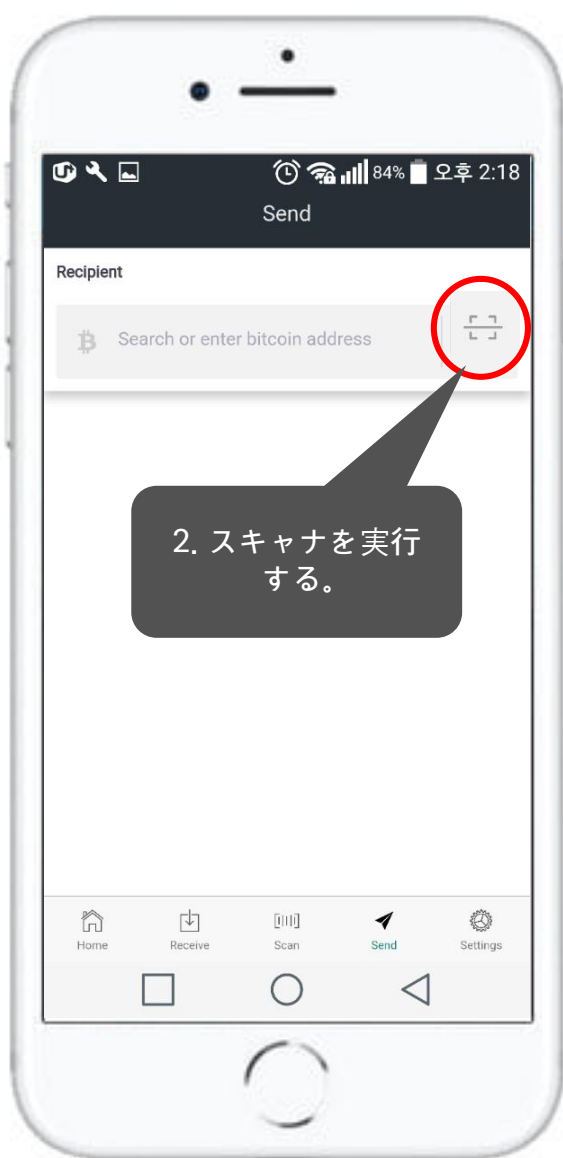 84% 오후 2:18
Send
Recipient
Search or enter bitcoin address
2. スキャナを実行
する。
Home Receive Scan Send Settings